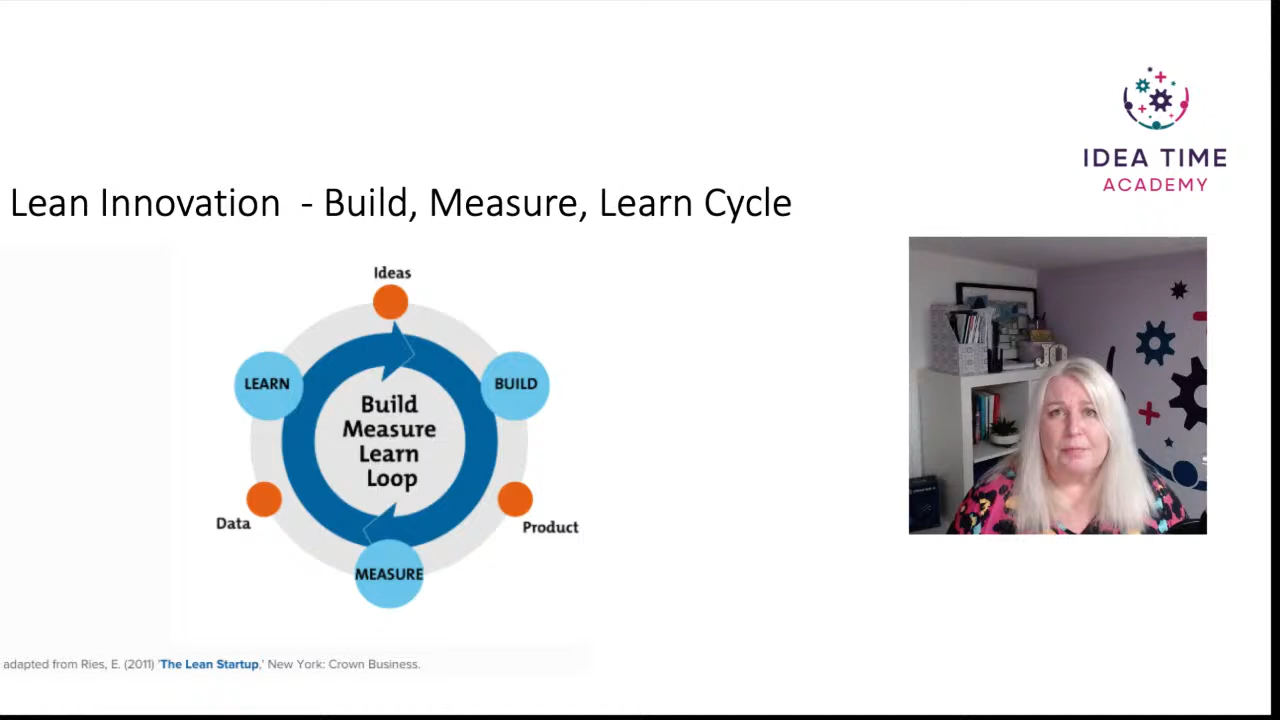 IDEA TIME
ACADEMY
Lean Innovation - Build, Measure, Learn Cycle
Ideas
LEARN
BUILD
Build
Measure
Learn
Loop
Data
Product
MEASURE
adapted from Ries, E. (2011) 'The Lean Startup,' New York: Crown Business.
JO